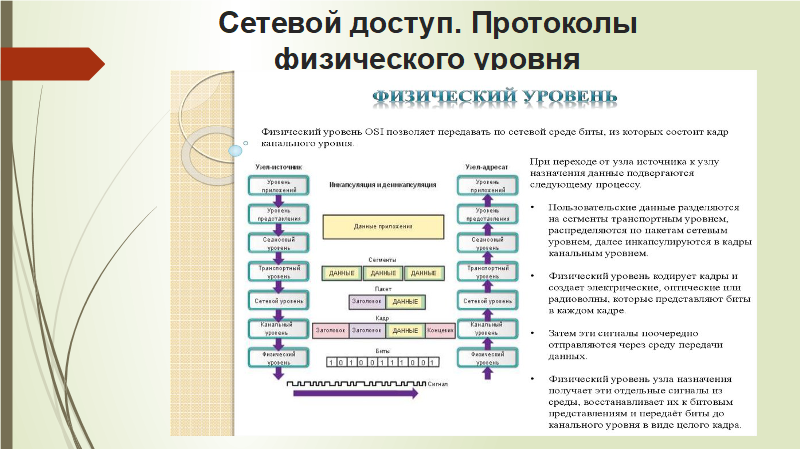 Сетевой доступ. Протоколы
физического уровня
ФИЗИЧЕСКИЙ УРОВЕНЬ
Физический уровень OSI позволяет передавать по сетевой среде биты, из которых состоит кадр
канального уровня.
Узел-источник
Уровень
приложений
Уровень
представления
Сеансовый
уровень
Транспортный
уровень
Сетевой уровень
Канальный
уровень
Физический
уровень
Инкапсуляция и деинкапсуляция
Данные приложения
Сегменты
ДАННЫЕ ДАННЫЕ ДАННЫЕ
Пакет
Заголовок ДАННЫЕ
Кадр
Заголовок Заголовок ДАННЫЕ Концевик
Биты
1 0 1 0 0 1 1 1 0 0 1
Сигнал
Узел-адресат
Уровень
приложений
Уровень
представления
Сеансовый
уровень
Транспортный
уровень
Сетевой уровень
Канальный
уровень
Физический
уровень
При переходе от узла источника к узлу
назначения данные подвергаются
следующему процессу.
• Пользовательские данные разделяются
на сегменты транспортным уровнем,
распределяются по пакетам сетевым
уровнем, далее инкапсулируются в кадры
канальным уровнем.
• Физический уровень кодирует кадры и
создает электрические, оптические или
радиоволны, которые представляют биты
в каждом кадре.
• Затем эти сигналы поочередно
отправляются через среду передачи
данных.
• Физический уровень узла назначения
получает эти отдельные сигналы из
среды, восстанавливает их к битовым
представлениям и передаёт биты до
канального уровня в виде целого кадра.